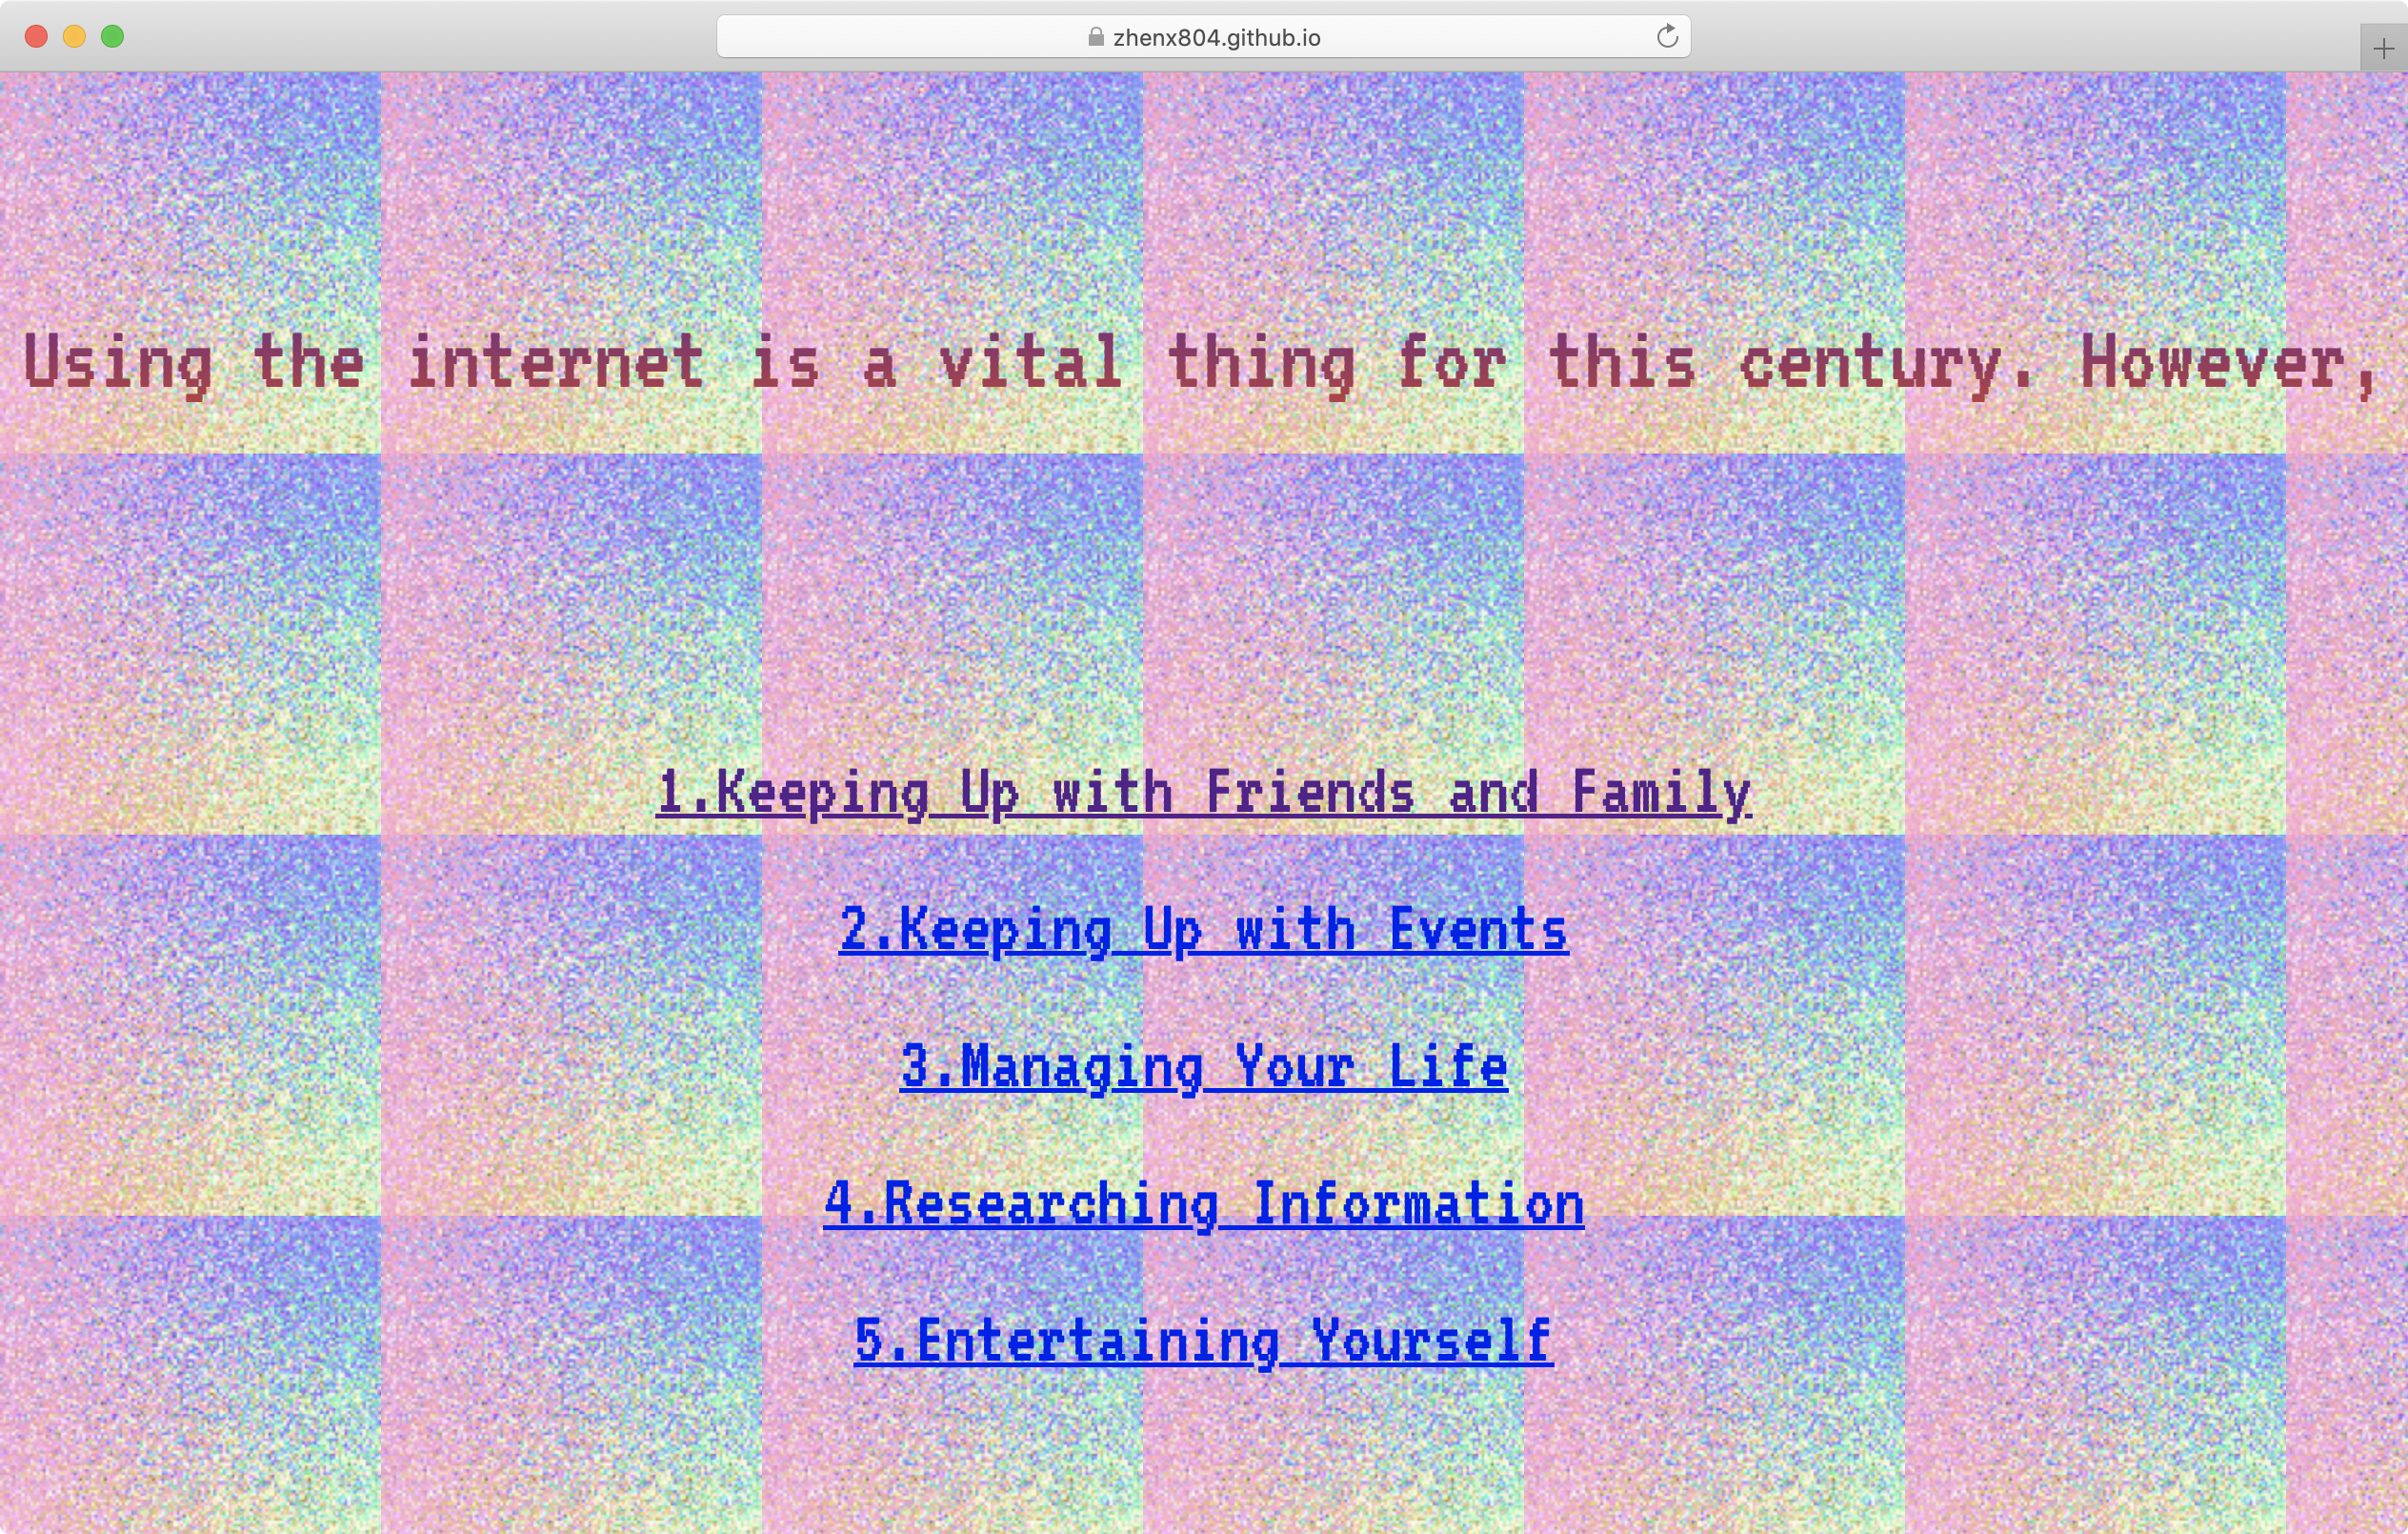 zhenx804.github.io
Using the internet is a vital thing for this century. However,
1.Keeping Up with Friends and Family
2.Keeping Up with Events
3.Managing Your Life
4.Researching Information
5.Entertaining Yourself